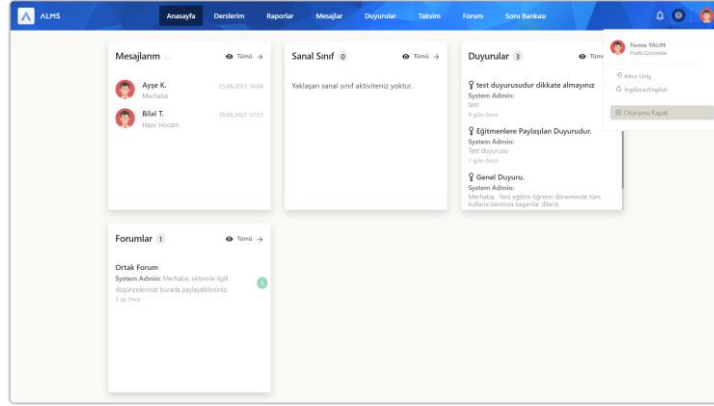 ALMS
Anasayfa Derslerim Raporlar Mesajlar Duyurular Takvim Forum Soru Bankası
Mesajlarım ... Tümü →
Ayşe K. 25.08.2021 16:04
Merhaba
Bilal T. 19.08.2021 17:51
Hazır Hocam
Sanal Sınıf 0 Tümü →
Yaklaşan sanal sınıf aktiviteniz yoktur.
Duyurular 3 Tümü
test duyurusudur dikkate almayınız
System Admin:
test
9 gün önce
Eğitmenlere Paylaşılan Duyurudur.
System Admin:
Test duyurusu
7 gün önce
Genel Duyuru.
System Admin:
Merhaba, Yeni eğitim öğretim döneminde tüm
kullanıcılarımıza başarılar dileriz.
Yunus YALIN
Profili Görüntüle
Alms Giriş
İngilizce/English
Oturumu Kapat
Forumlar 1 Tümü →
Ortak Forum
System Admin: Merhaba, sistemle ilgili
düşüncelerinizi burada paylaşabilirsiniz.
5 ay önce